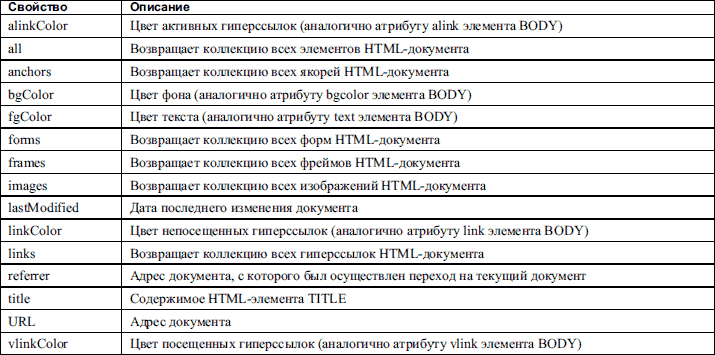 Свойство Описание
alinkColor Цвет активных гиперссылок (аналогично атрибуту alink элемента BODY)
all Возвращает коллекцию всех элементов HTML-документа
anchors Возвращает коллекцию всех якорей HTML-документа
bgColor Цвет фона (аналогично атрибуту bgcolor элемента BODY)
fgColor Цвет текста (аналогично атрибуту text элемента BODY)
forms Возвращает коллекцию всех форм HTML-документа
frames Возвращает коллекцию всех фреймов HTML-документа
images Возвращает коллекцию всех изображений HTML-документа
lastModified Дата последнего изменения документа
linkColor Цвет непосещенных гиперссылок (аналогично атрибуту link элемента BODY)
links Возвращает коллекцию всех гиперссылок HTML-документа
referrer Адрес документа, с которого был осуществлен переход на текущий документ
title Содержимое HTML-элемента TITLE
URL Адрес документа
vlinkColor Цвет посещенных гиперссылок (аналогично атрибуту vlink элемента BODY)